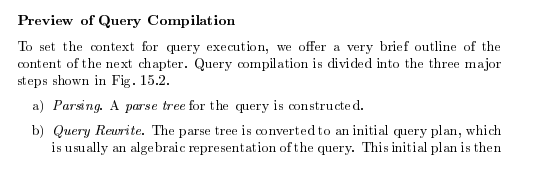 Preview of Query Compilation
To set the context for query execution, we offer a very brief outline of the
content of the next chapter. Query compilation is divided into the three major
steps shown in Fig. 15.2.
a) Parsing. A parse tree for the query is constructed.
b) Query Rewrite. The parse tree is converted to an initial query plan, which
is usually an algebraic representation of the query. This initial plan is then